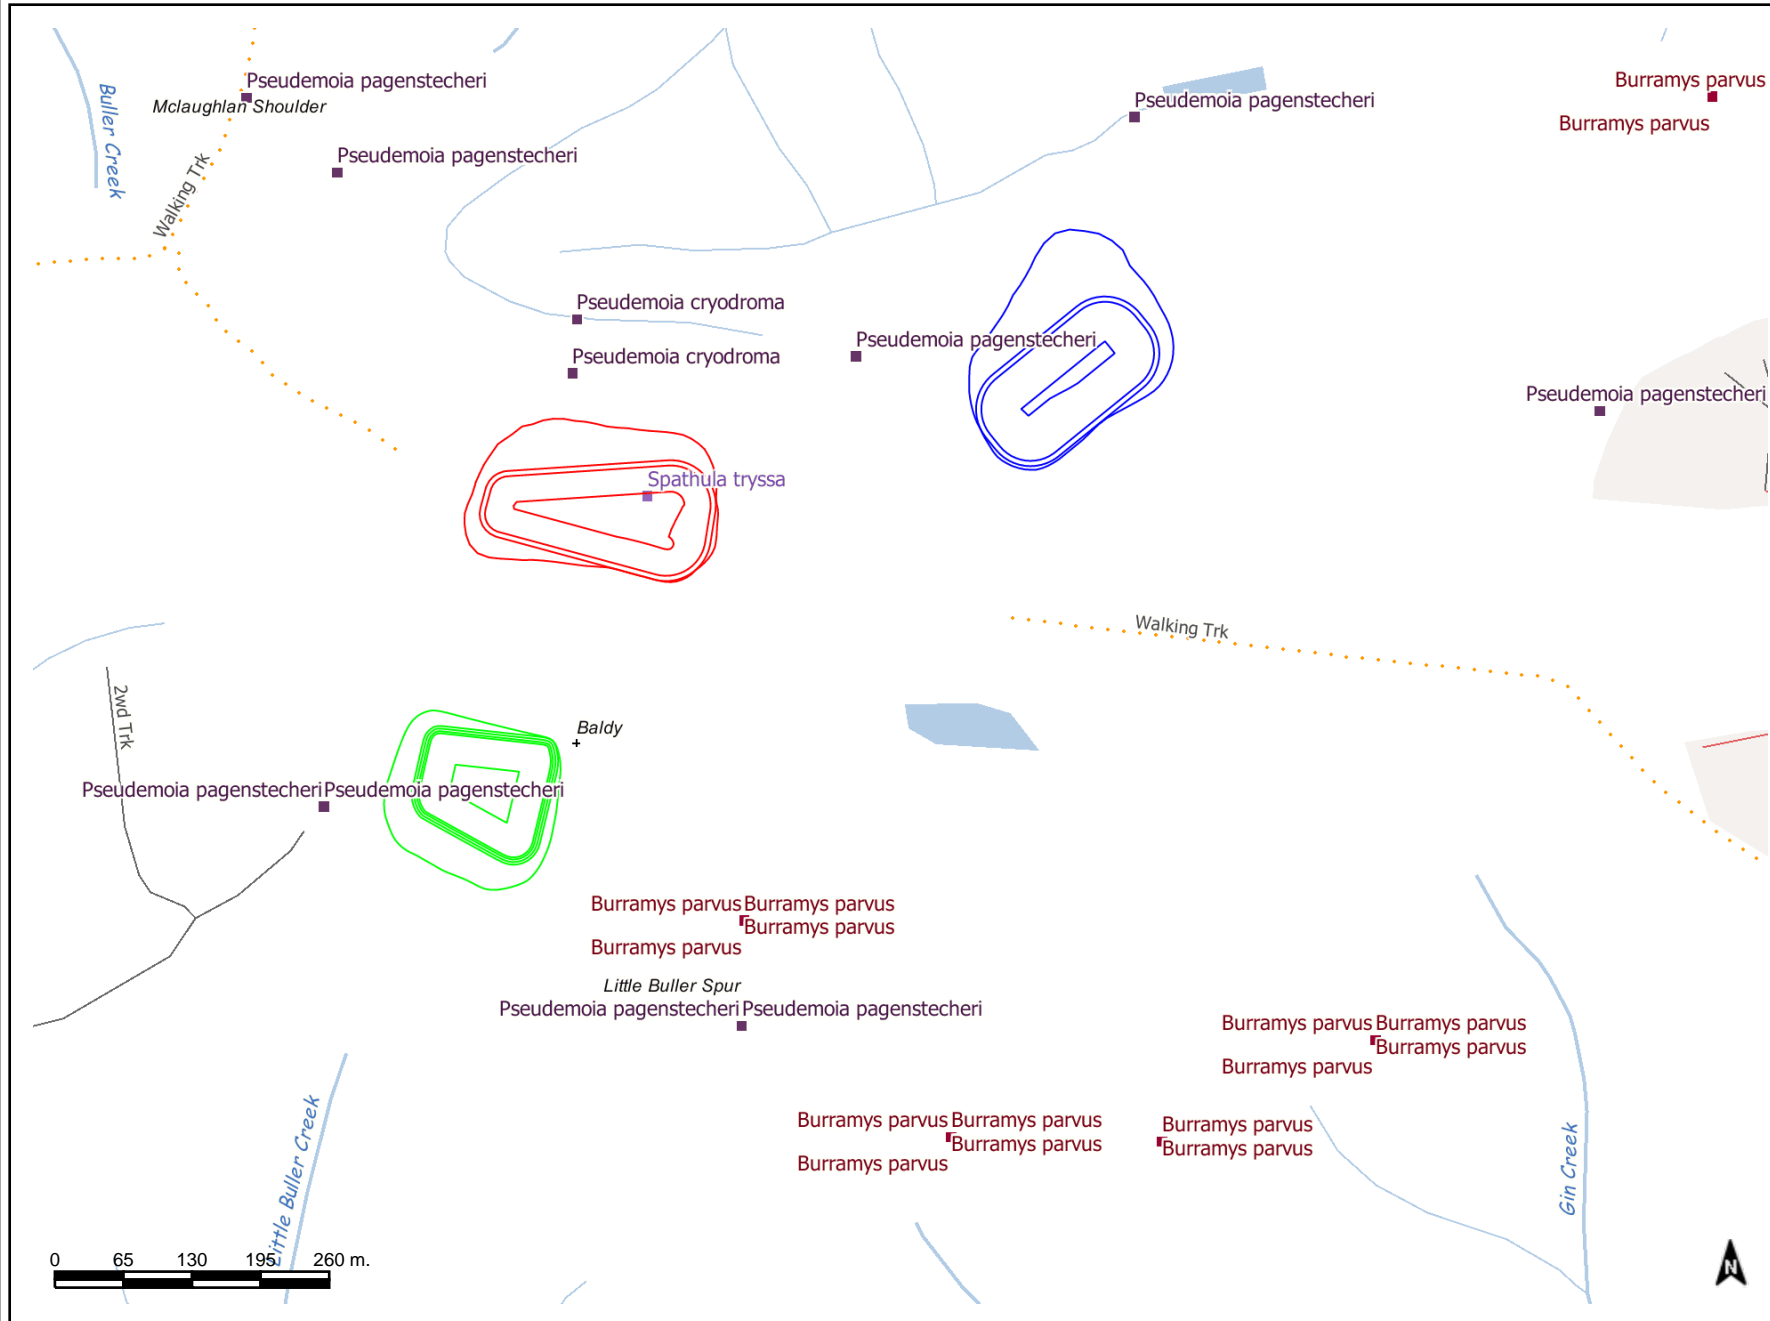 Pseudemoia pagenstecheri
Burramys parvus
Buller Creek
Mclaughlan Shoulder
Pseudemoia pagenstecheri
Burramys parvus
Pseudemoia pagenstecheri
Walking Trk
Pseudemoia cryodroma
Pseudemoia pagenstecheri
Pseudemoia cryodroma
Pseudemoia pagenstecheri
Spathula tryssa
Walking Trk
2wd Trk
Baldy
Pseudemoia pagenstecheri Pseudemoia pagenstecheri
Burramys parvus Burramys parvus
Burramys parvus
Burramys parvus
Little Buller Spur
Pseudemoia pagenstecheri Pseudemoia pagenstecheri
Burramys parvus Burramys parvus
Burramys parvus
Burramys parvus
Burramys parvus Burramys parvus
Burramys parvus
Burramys parvus
Burramys parvus
Burramys parvus
Little Buller Creek
Gin Creek
0 65 130 195 260 m.
N